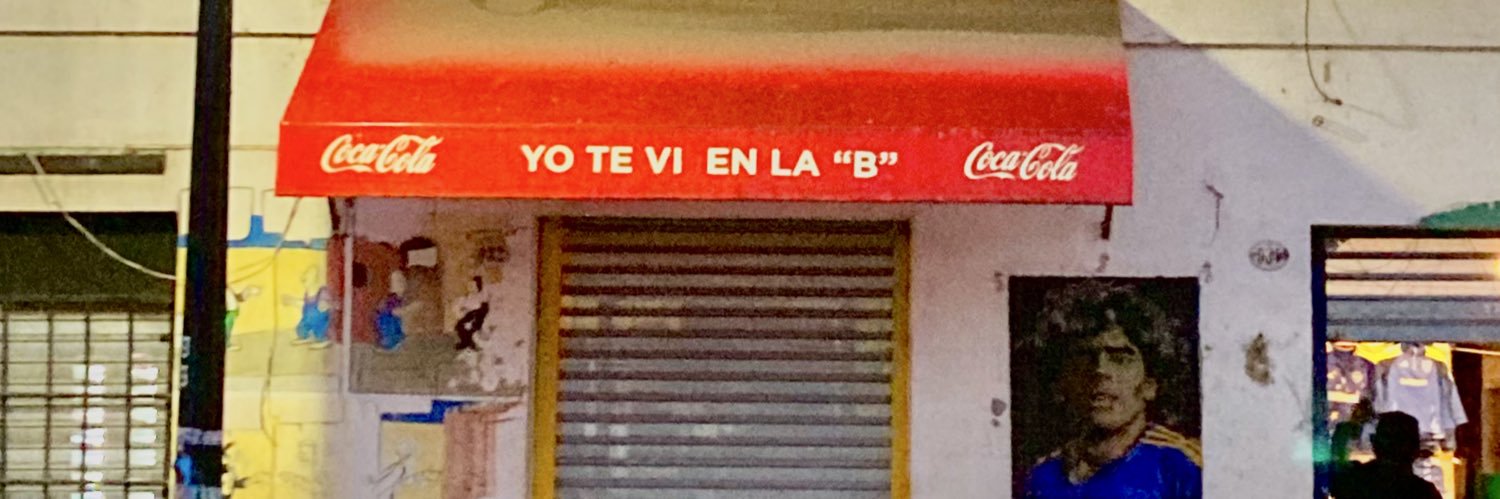 Coca-Cola YO TE VI EN LA “B” Coca-Cola